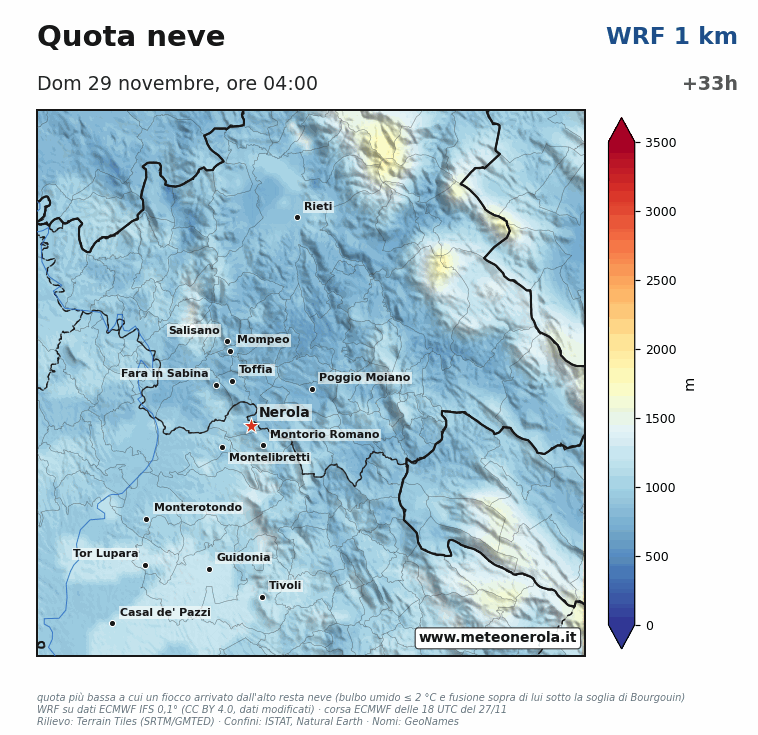 Quota neve
WRF 1 km
Dom 29 novembre, ore 04:00
+33h
Rieti
Salisano
Mompeo
Fara in Sabina
Toffia
Poggio Moiano
Nerola
Montorio Romano
Montelibretti
Monterotondo
Tor Lupara
Guidonia
Tivoli
Casal de' Pazzi
www.meteonerola.it
3500
3000
2500
2000
1500
1000
500
0
m
quota più bassa a cui un fiocco arrivato dall'alto resta neve (bulbo umido ≤ 2 °C e fusione sopra di lui sotto la soglia di Bourgouin)
WRF su dati ECMWF IFS 0,1° (CC BY 4.0, dati modificati) · corsa ECMWF delle 18 UTC del 27/11
Rilievo: Terrain Tiles (SRTM/GMTED) · Confini: ISTAT, Natural Earth · Nomi: GeoNames